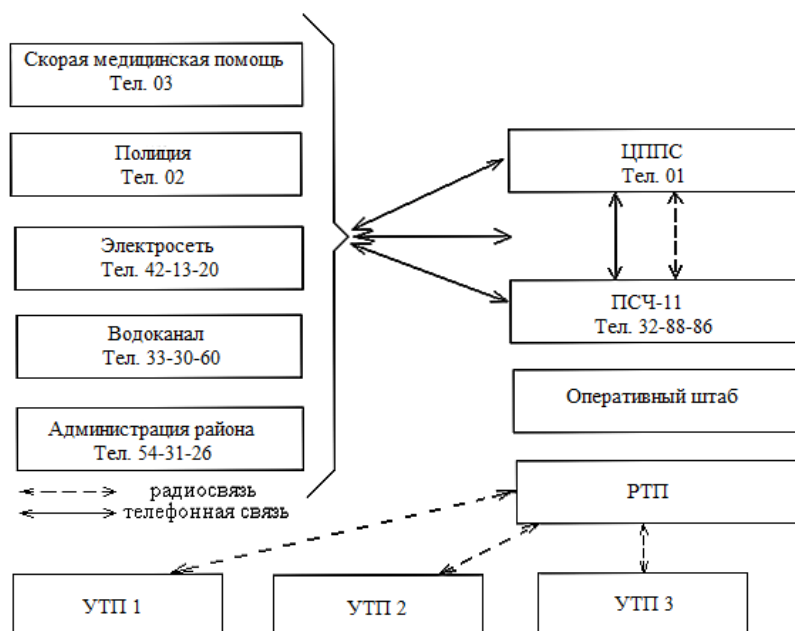 Скорая медицинская помощь
Тел. 03
Полиция
Тел. 02
Электросеть
Тел. 42-13-20
Водоканал
Тел. 33-30-60
Администрация района
Тел. 54-31-26
радиосвязь
телефонная связь
ЦППС
Тел. 01
ПСЧ-11
Тел. 32-88-86
Оперативный штаб
РТП
УТП 1
УТП 2
УТП 3